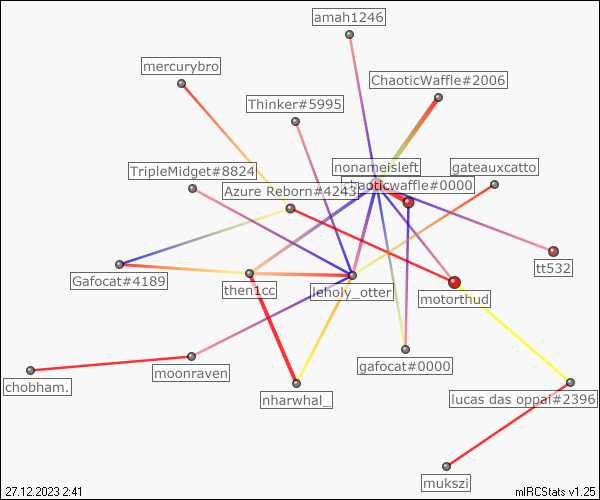 amah1246
mercurybro
ChaoticWaffle#2006
Thinker#5995
nonameisleft
gateauxcatto
TripleMidget#8824
chaoticwaffle#0000
Azure Reborn#4243
tt532
Gafocat#4189
then1cc
leholy_otter
motorthud
gafocat#0000
moonraven
chobham.
nharwhal_
lucas das oppai#2396
mukszi
27.12.2023 2:41
mIRCStats v1.25